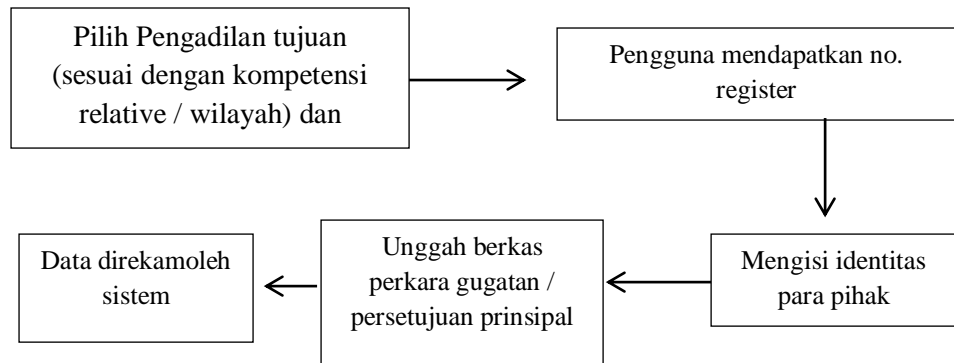 Pilih Pengadilan tujuan
(sesuai dengan kompetensi
relative / wilayah) dan
Pengguna mendapatkan no.
register
Mengisi identitas
para pihak
Unggah berkas
perkara gugatan /
persetujuan prinsipal
Data direkamoleh
sistem